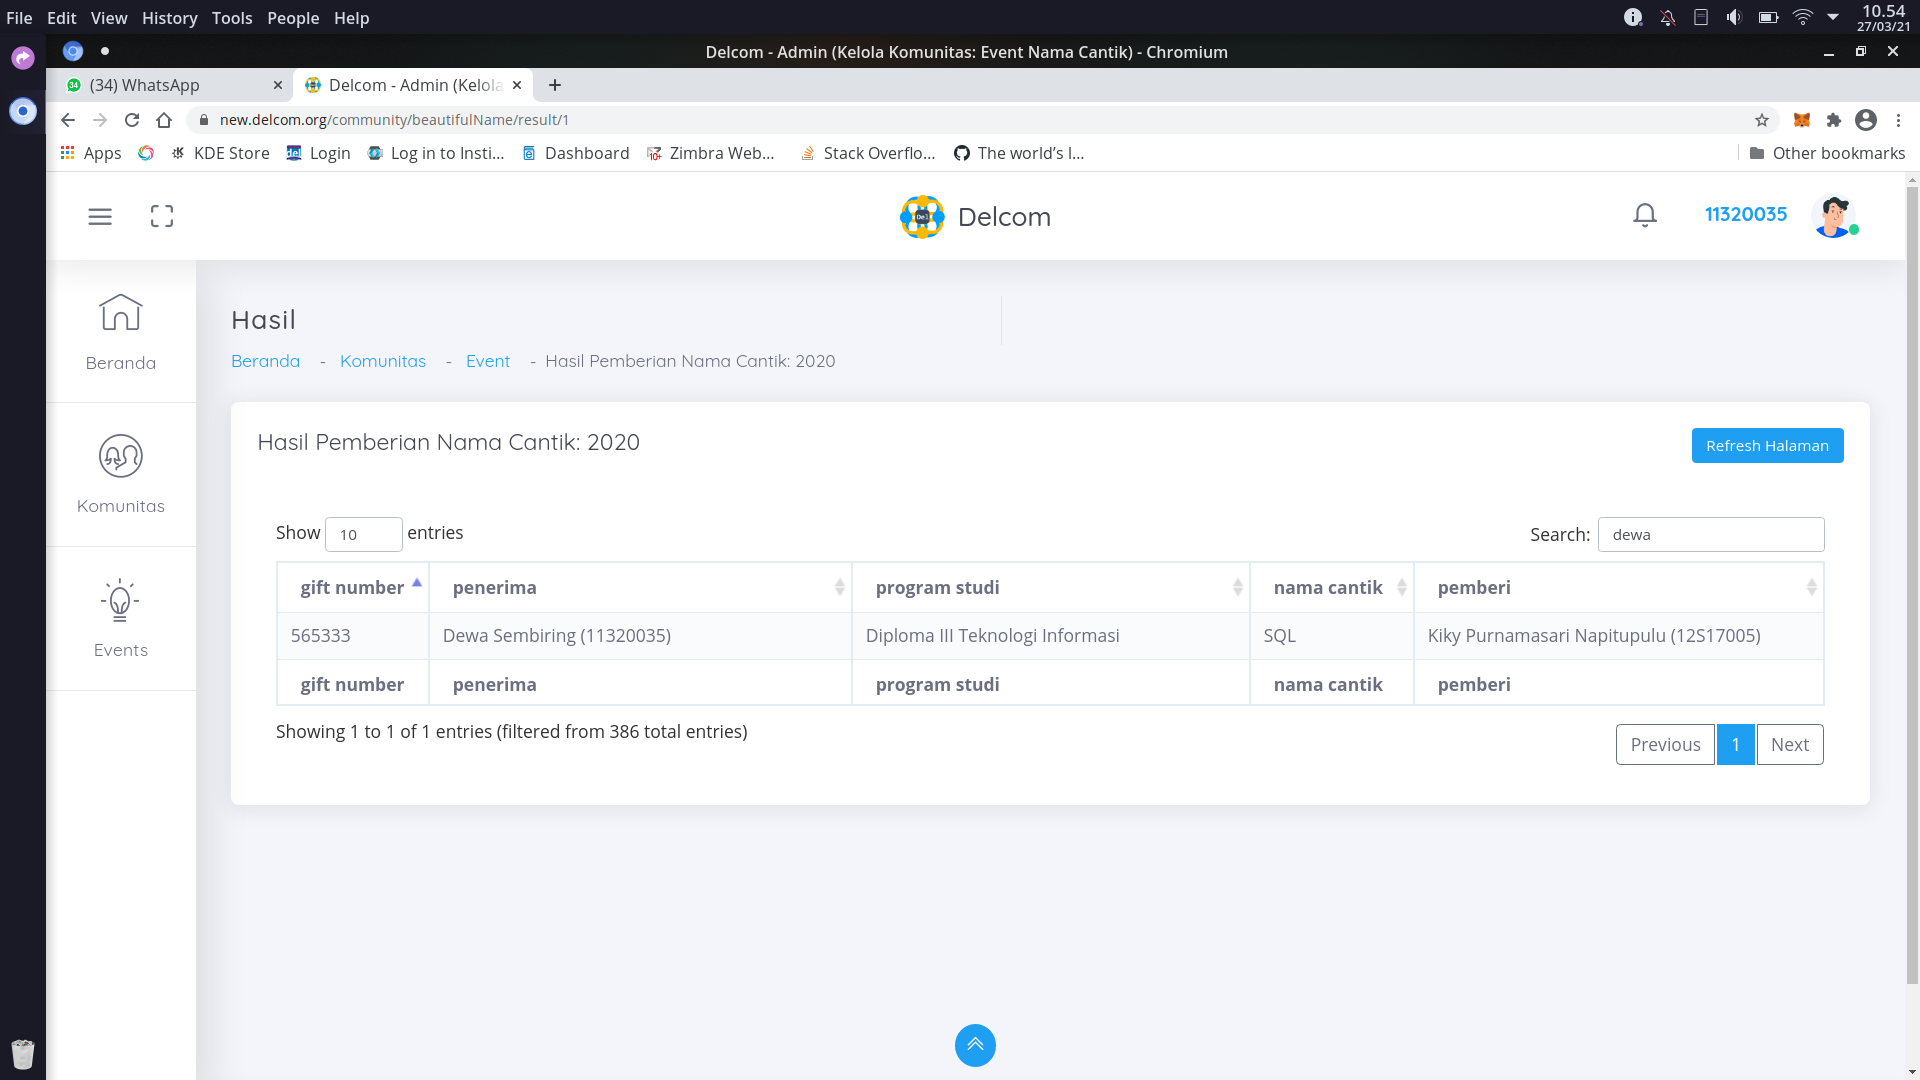 File Edit View History Tools People Help
10.54
27/03/21
Delcom - Admin (Kelola Komunitas: Event Nama Cantik) - Chromium
34 (34) WhatsApp Delcom - Admin (Kelola
new.delcom.org/community/beautifulName/result/1
Apps KDE Store del Login Log in to Insti... Dashboard 10+ Zimbra Web... Stack Overflo... The world's l... Other bookmarks
Del Delcom 11320035
Beranda
Komunitas
Events
Hasil
Beranda - Komunitas - Event - Hasil Pemberian Nama Cantik: 2020
Hasil Pemberian Nama Cantik: 2020 Refresh Halaman
Show 10 entries Search: dewa
gift number penerima program studi nama cantik pemberi
565333 Dewa Sembiring (11320035) Diploma III Teknologi Informasi SQL Kiky Purnamasari Napitupulu (12S17005)
gift number penerima program studi nama cantik pemberi
Showing 1 to 1 of 1 entries (filtered from 386 total entries) Previous 1 Next